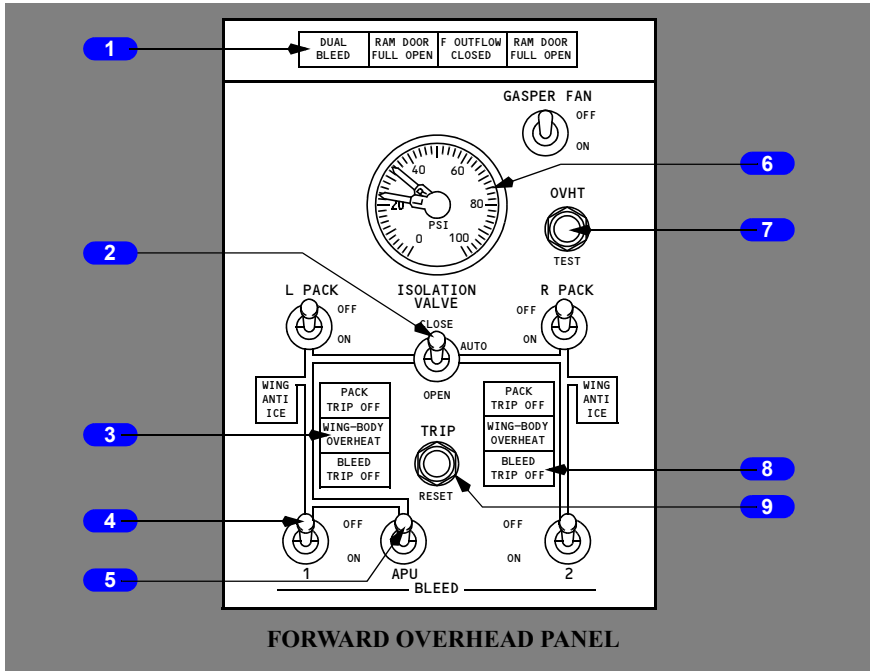 1
DUAL BLEED
RAM DOOR FULL OPEN
F OUTFLOW CLOSED
RAM DOOR FULL OPEN
GASPER FAN
OFF
ON
40
60
20
80
PSI
0
100
6
OVHT
TEST
7
2
L PACK
OFF
ON
ISOLATION
VALVE
CLOSE
AUTO
OPEN
R PACK
OFF
ON
WING
ANTI
ICE
PACK
TRIP OFF
WING-BODY
OVERHEAT
BLEED
TRIP OFF
3
TRIP
RESET
PACK
TRIP OFF
WING-BODY
OVERHEAT
BLEED
TRIP OFF
WING
ANTI
ICE
8
9
4
OFF
ON
1
5
APU
OFF
ON
2
BLEED
FORWARD OVERHEAD PANEL